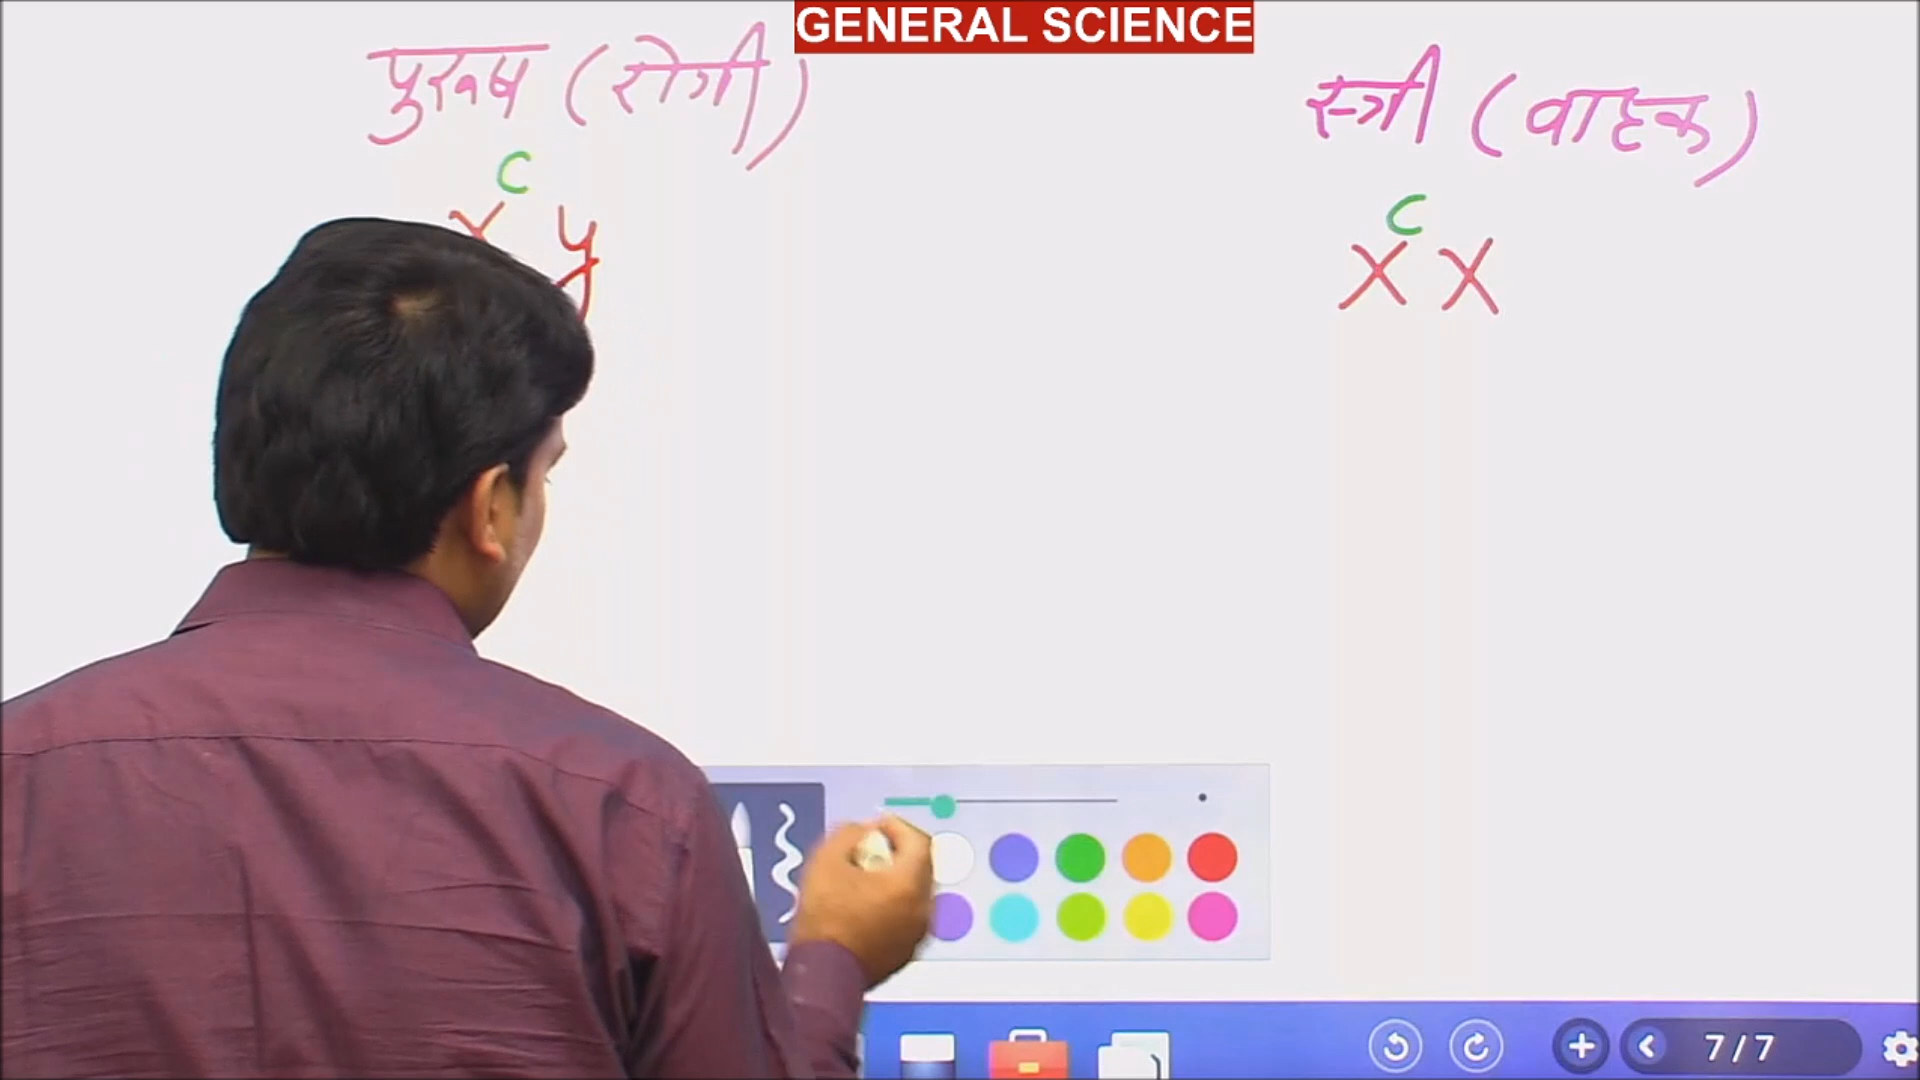 GENERAL SCIENCE
पुरूष (रोगी)
स्त्री (वाहक)
C
X y
C
X X
7/7